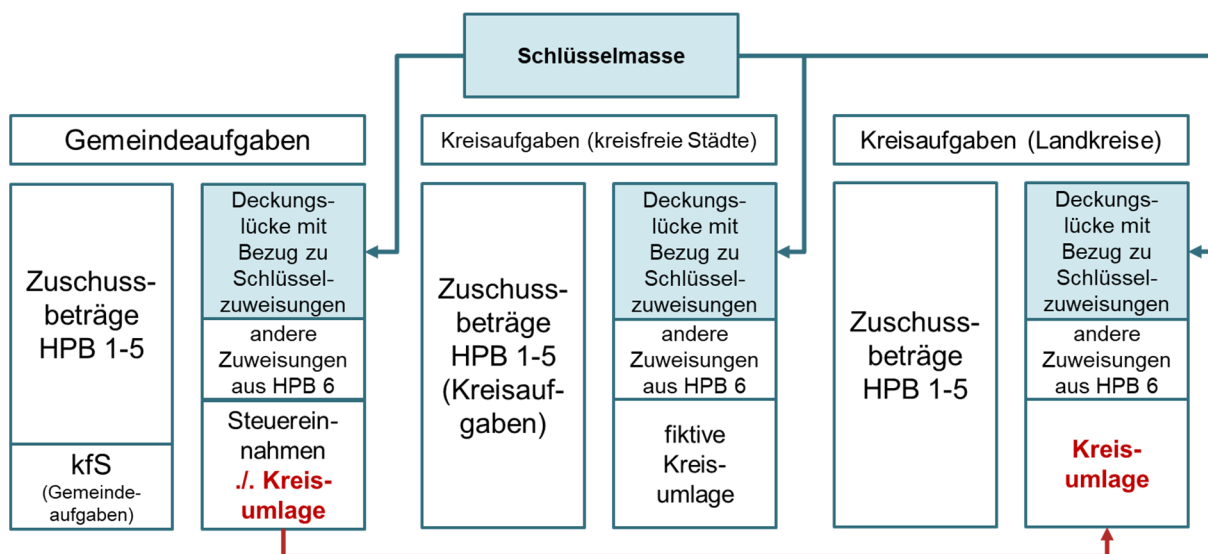 Schlüsselmasse
Gemeindeaufgaben
Zuschuss-
beträge
HPB 1-5
kfS
(Gemeinde-
aufgaben)
Deckungs-
lücke mit
Bezug zu
Schlüssel-
zuweisungen
andere
Zuweisungen
aus HPB 6
Steuerein-
nahmen
./. Kreis-
umlage
Kreisaufgaben (kreisfreie Städte)
Zuschuss-
beträge
HPB 1-5
(Kreisauf-
gaben)
Deckungs-
lücke mit
Bezug zu
Schlüssel-
zuweisungen
andere
Zuweisungen
aus HPB 6
fiktive
Kreis-
umlage
Kreisaufgaben (Landkreise)
Zuschuss-
beträge
HPB 1-5
Deckungs-
lücke mit
Bezug zu
Schlüssel-
zuweisungen
andere
Zuweisungen
aus HPB 6
Kreis-
umlage